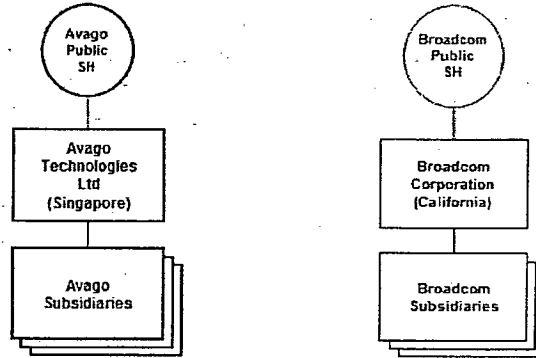 Avago
Public
SH
Avago
Technologies
Ltd
(Singapore)
Avago
Subsidiaries
Broadcom
Public
SH
Broadcom
Corporation
(California)
Broadcom
Subsidiaries